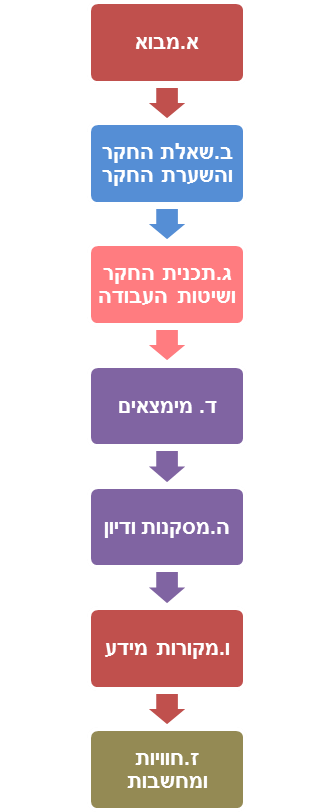 א.מבוא
ב.שאלת החקר
והשערת החקר
ג.תכנית החקר
ושיטות העבודה
ד. מימצאים
ה.מסקנות ודיון
ו.מקורות מידע
ז.חוויות
ומחשבות